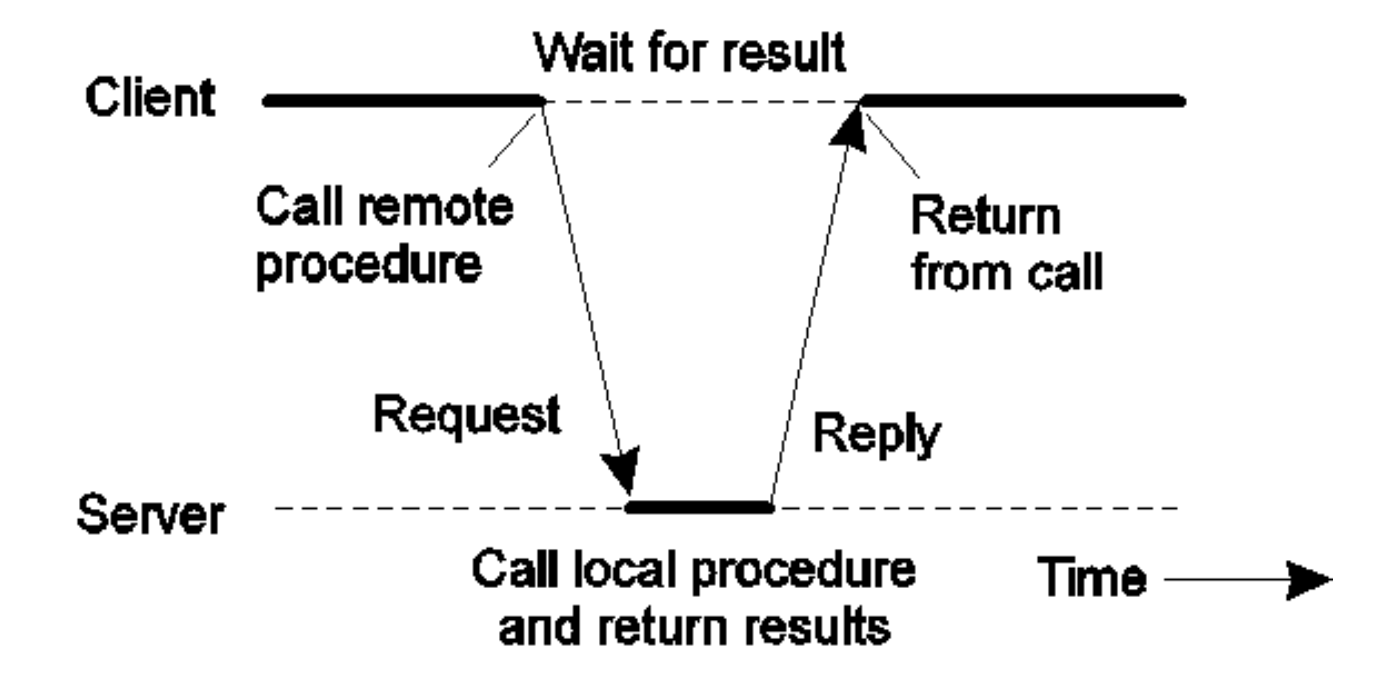 Wait for result
Client
Call remote
procedure
Return
from call
Request
Reply
Server
Call local procedure
and return results
Time